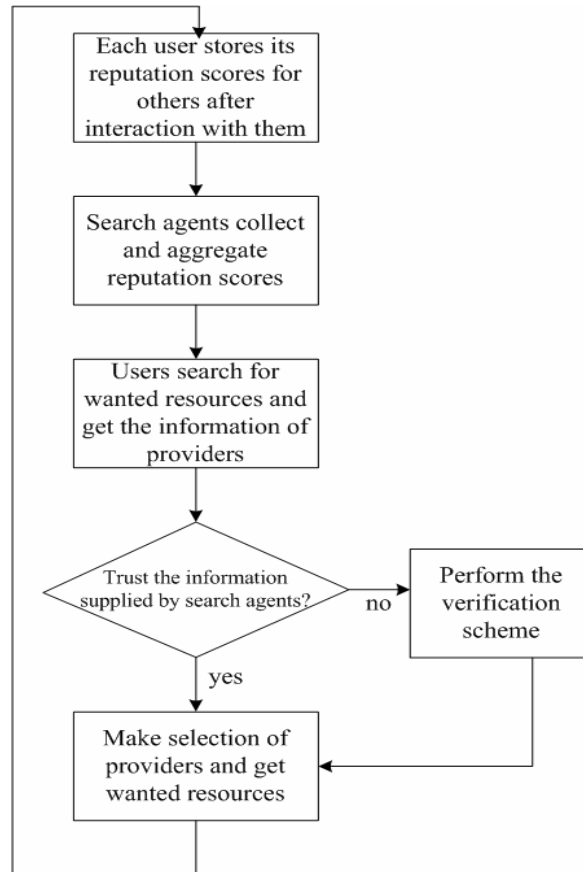 Each user stores its
reputation scores for
others after
interaction with them
Search agents collect
and aggregate
reputation scores
Users search for
wanted resources and
get the information of
providers
Trust the information
supplied by search agents?
no
Perform the
verification
scheme
yes
Make selection of
providers and get
wanted resources